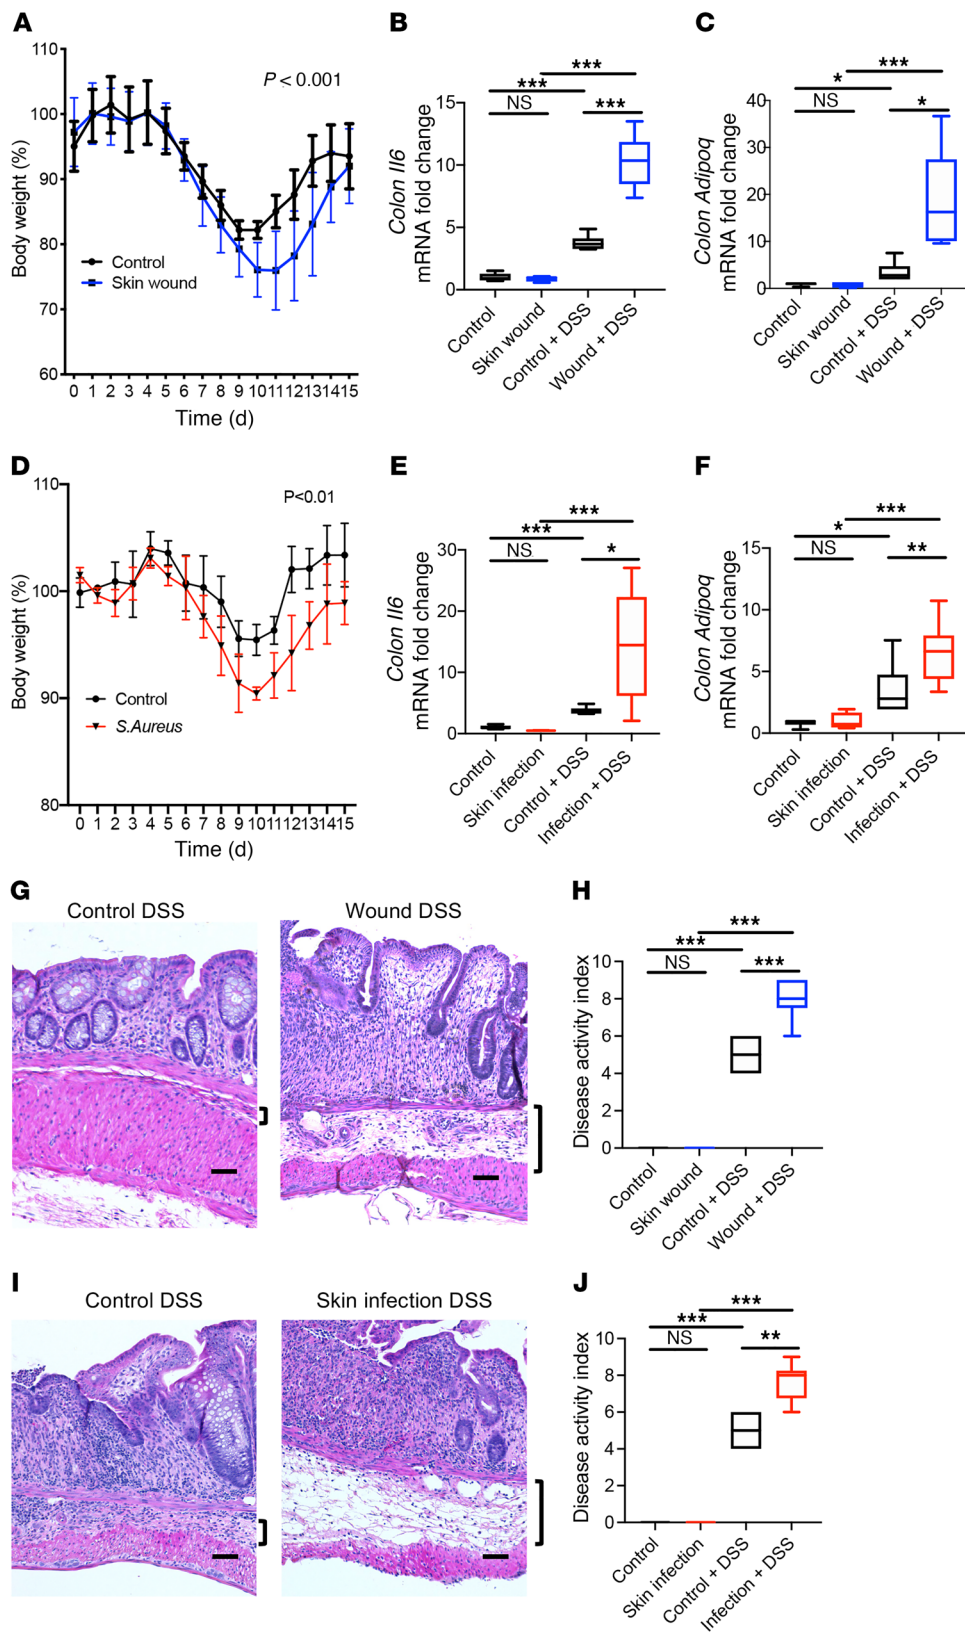 A
110
100
90
80
70
60
Body weight (%)
P < 0.001
Control
Skin wound
0 1 2 3 4 5 6 7 8 9 10 11 12 13 14 15
Time (d)
B
15
10
5
0
Colon Il6
mRNA fold change
***
***
NS
***
Control
Skin wound
Control + DSS
Wound + DSS
C
40
30
20
10
0
Colon Adipoq
mRNA fold change
***
*
NS
*
Control
Skin wound
Control + DSS
Wound + DSS
D
110
100
90
80
Body weight (%)
P<0.01
Control
S.Aureus
0 1 2 3 4 5 6 7 8 9 10 11 12 13 14 15
Time (d)
E
30
20
10
0
Colon Il6
mRNA fold change
***
***
NS
*
Control
Skin infection
Control + DSS
Infection + DSS
F
15
10
5
0
Colon Adipoq
mRNA fold change
***
*
NS
**
Control
Skin infection
Control + DSS
Infection + DSS
G
Control DSS
Wound DSS
H
10
8
6
4
2
0
Disease activity index
***
***
NS
***
Control
Skin wound
Control + DSS
Wound + DSS
I
Control DSS
Skin infection DSS
J
10
8
6
4
2
0
Disease activity index
***
***
NS
**
Control
Skin infection
Control + DSS
Infection + DSS